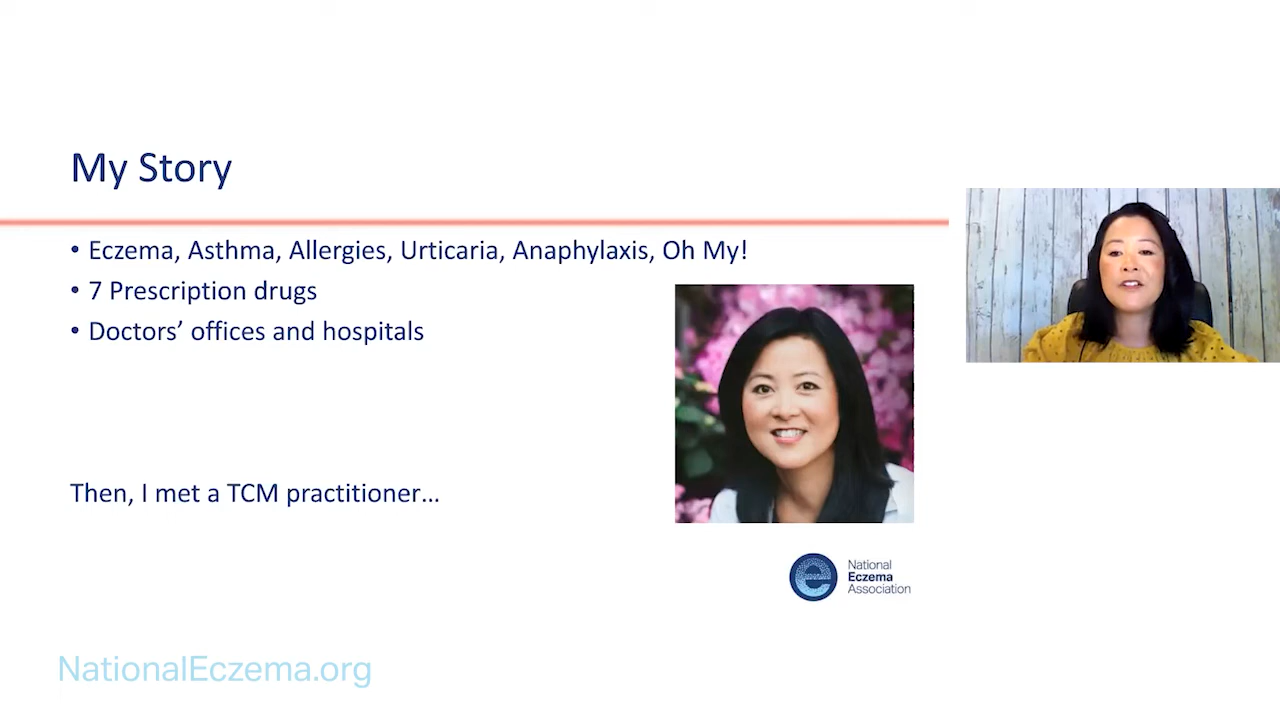 My Story
• Eczema, Asthma, Allergies, Urticaria, Anaphylaxis, Oh My!
• 7 Prescription drugs
• Doctors’ offices and hospitals
Then, I met a TCM practitioner...
National
Eczema
Association
NationalEczema.org